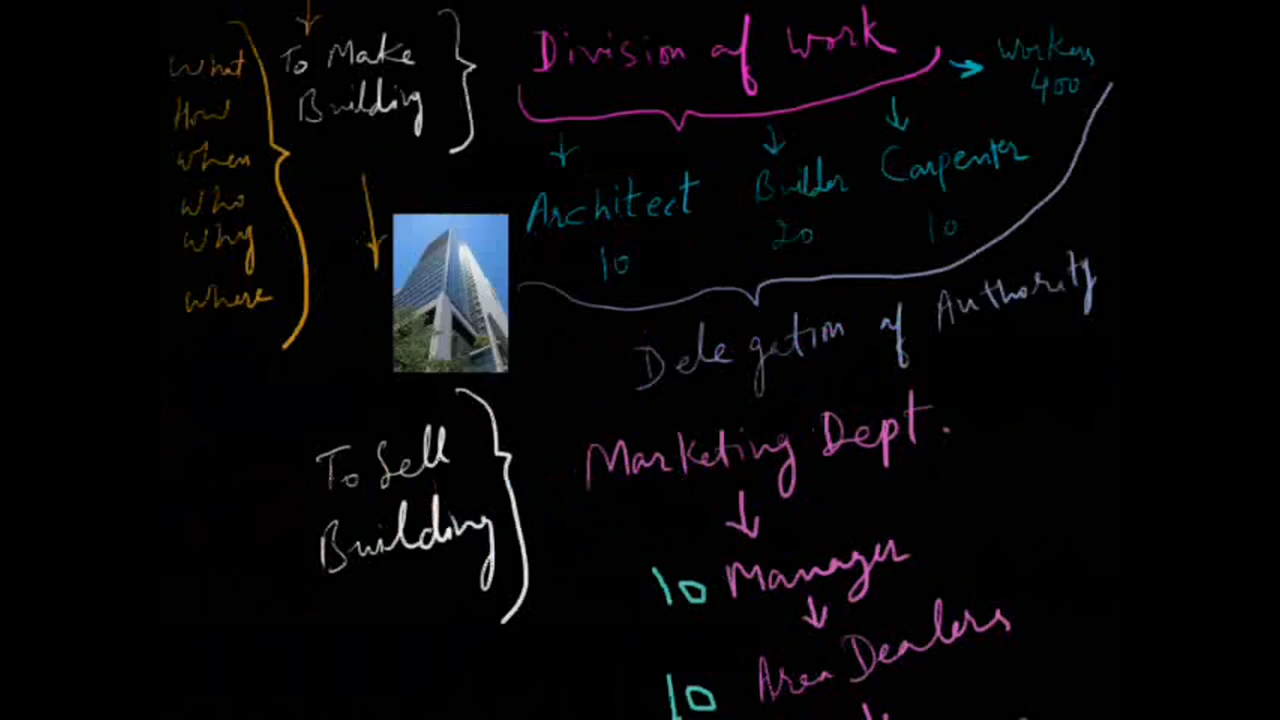 What
How
When
Who
Why
Where
To Make
Building
Division of work
Workers
400
Architect
10
Builder
20
Carpenter
10
Delegetion of Authority
To Sell
Building
Marketing Dept.
10 Manager
10 Area Dealers